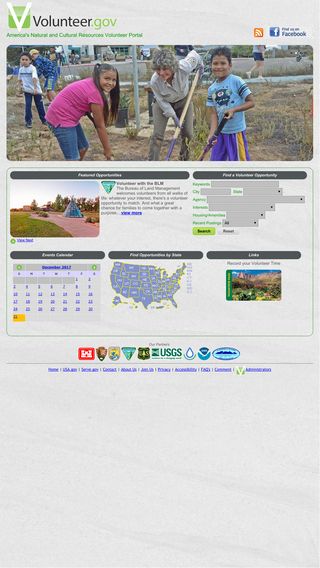 Volunteer.gov
America's Natural and Cultural Resources Volunteer Portal
Find us on
Facebook
Featured Opportunities
Volunteer with the BLM
The Bureau of Land Management
welcomes volunteers from all walks of
life: whatever your interest, there's a volunteer
opportunity to match. And what a great
chance for families to come together with a
purpose... view more
View Next
Find a Volunteer Opportunity
Keywords
City State
Agency
Interests
Housing/Amenities
Recent Postings All
Search Reset
Events Calendar
December 2017
S M T W T F S
1 2
3 4 5 6 7 8 9
10 11 12 13 14 15 16
17 18 19 20 21 22 23
24 25 26 27 28 29 30
31
Find Opportunities by State
Links
Record your Volunteer Time
Our Partners
USGS
Home | USA.gov | Serve.gov | Contact | About Us | Join Us | Privacy | Accessibility | FAQ's | Comment | Administrators